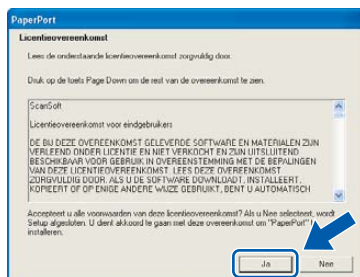 PaperPort
Licentieovereenkomst
Lees de onderstaande licentieovereenkomst zorgvuldig door.
Druk op de toets Page Down om de rest van de overeenkomst te zien.
ScanSoft
Licentieovereenkomst voor eindgebruikers
DE BIJ DEZE OVEREENKOMST GELEVERDE SOFTWARE EN MATERIALEN ZIJN
VERLEEND ONDER LICENTIE EN NIET VERKOCHT EN ZIJN UITSLUITEND
BESCHIKBAAR VOOR GEBRUIK IN OVEREENSTEMMING MET DE BEPALINGEN
VAN DEZE LICENTIEOVEREENKOMST. LEES DEZE OVEREENKOMST
ZORGVULDIG DOOR. ALS U DE SOFTWARE DOWNLOADT, INSTALLEERT,
KOPIEERT OF OP ENIGE ANDERE WIJZE GEBRUIKT, BENT U AUTOMATISCH
Accepteert u alle voorwaarden van deze licentieovereenkomst? Als u Nee selecteert, wordt
Setup afgesloten. U dient akkoord te gaan met deze overeenkomst om "PaperPort" te
installeren.
Ja
Nee